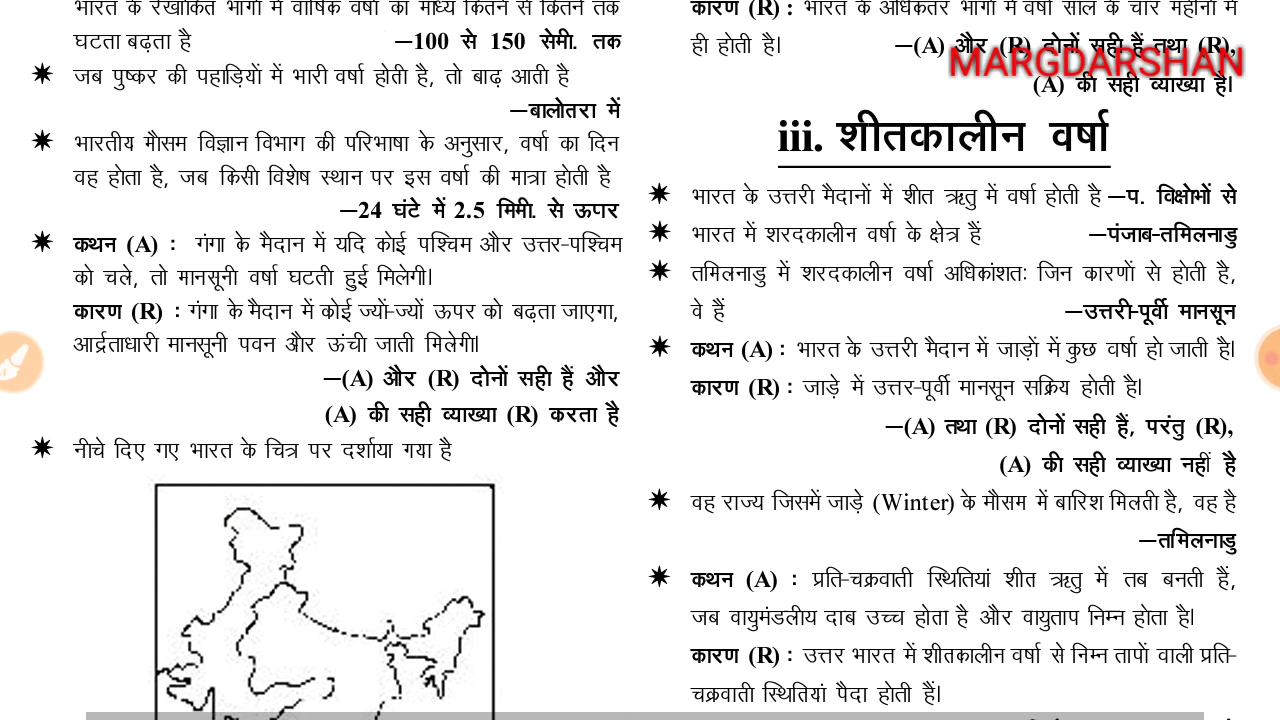 भारत के रेखांकित भागों में वार्षिक वर्षा का माध्य कितने से कितने तक
घटता बढ़ता है —100 से 150 सेमी. तक
✷ जब पुष्कर की पहाड़ियों में भारी वर्षा होती है, तो बाढ़ आती है
—बालोतरा में
✷ भारतीय मौसम विज्ञान विभाग की परिभाषा के अनुसार, वर्षा का दिन
वह होता है, जब किसी विशेष स्थान पर इस वर्षा की मात्रा होती है
—24 घंटे में 2.5 मिमी. से ऊपर
✷ कथन (A) : गंगा के मैदान में यदि कोई पश्चिम और उत्तर-पश्चिम
को चले, तो मानसूनी वर्षा घटती हुई मिलेगी।
कारण (R) : गंगा के मैदान में कोई ज्यों-ज्यों ऊपर को बढ़ता जाएगा,
आर्द्रताधारी मानसूनी पवन और ऊंची जाती मिलेगी।
—(A) और (R) दोनों सही हैं और
(A) की सही व्याख्या (R) करता है
✷ नीचे दिए गए भारत के चित्र पर दर्शाया गया है
कारण (R) : भारत के अधिकतर भागों में वर्षा साल के चार महीनों में
ही होती है। —(A) और (R) दोनों सही हैं तथा (R),
MARGDARSHAN
(A) की सही व्याख्या है।
iii. शीतकालीन वर्षा
✷ भारत के उत्तरी मैदानों में शीत ऋतु में वर्षा होती है —प. विक्षोभों से
✷ भारत में शरदकालीन वर्षा के क्षेत्र हैं —पंजाब-तमिलनाडु
✷ तमिलनाडु में शरदकालीन वर्षा अधिकांशतः जिन कारणों से होती है,
वे हैं —उत्तरी-पूर्वी मानसून
✷ कथन (A) : भारत के उत्तरी मैदान में जाड़ों में कुछ वर्षा हो जाती है।
कारण (R) : जाड़े में उत्तर-पूर्वी मानसून सक्रिय होती है।
—(A) तथा (R) दोनों सही हैं, परंतु (R),
(A) की सही व्याख्या नहीं है
✷ वह राज्य जिसमें जाड़े (Winter) के मौसम में बारिश मिलती है, वह है
—तमिलनाडु
✷ कथन (A) : प्रति-चक्रवाती स्थितियां शीत ऋतु में तब बनती हैं,
जब वायुमंडलीय दाब उच्च होता है और वायुताप निम्न होता है।
कारण (R) : उत्तर भारत में शीतकालीन वर्षा से निम्न तापों वाली प्रति-
चक्रवाती स्थितियां पैदा होती हैं।